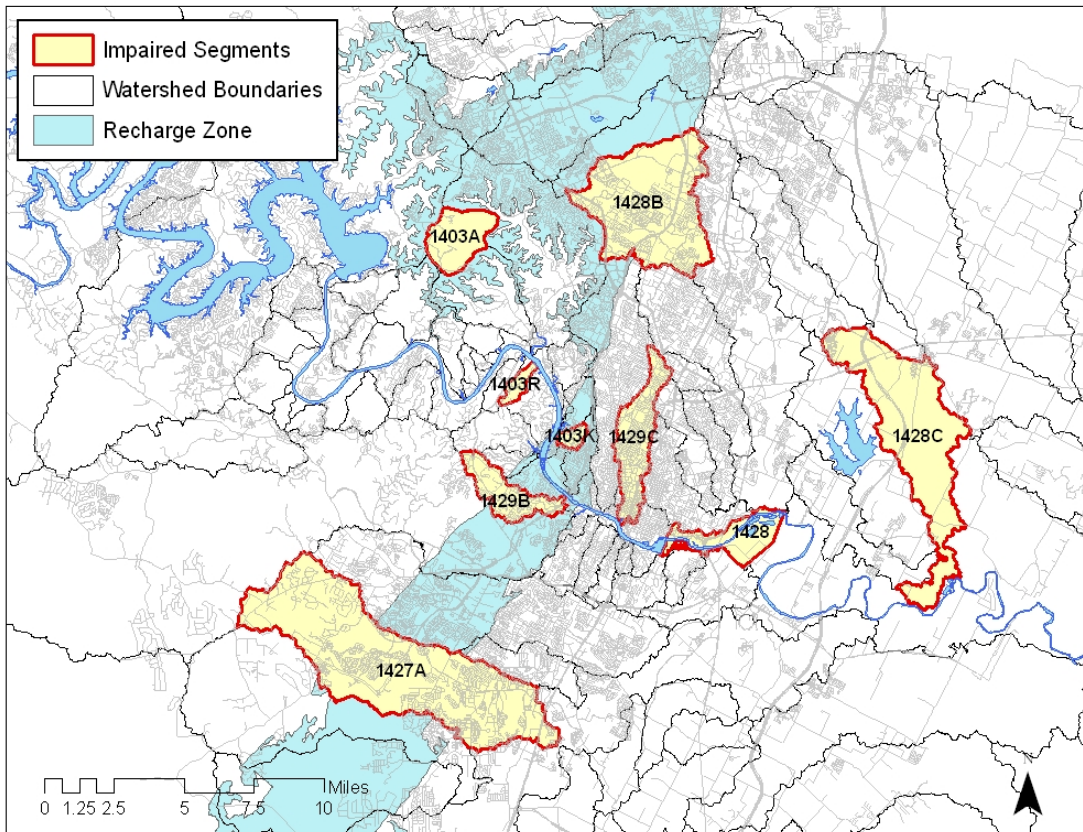 Impaired Segments
Watershed Boundaries
Recharge Zone
1428B
1403A
1403R
1403K
1429C
1428C
1429B
1428
1427A
Miles
0 1.25 2.5 5 7.5 10